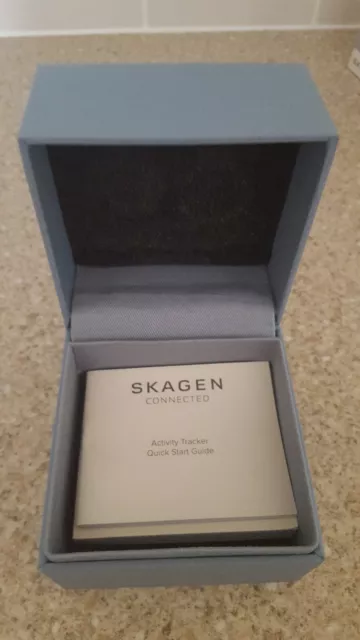 SKAGEN
CONNECTED
Activity Tracker
Quick Start Guide